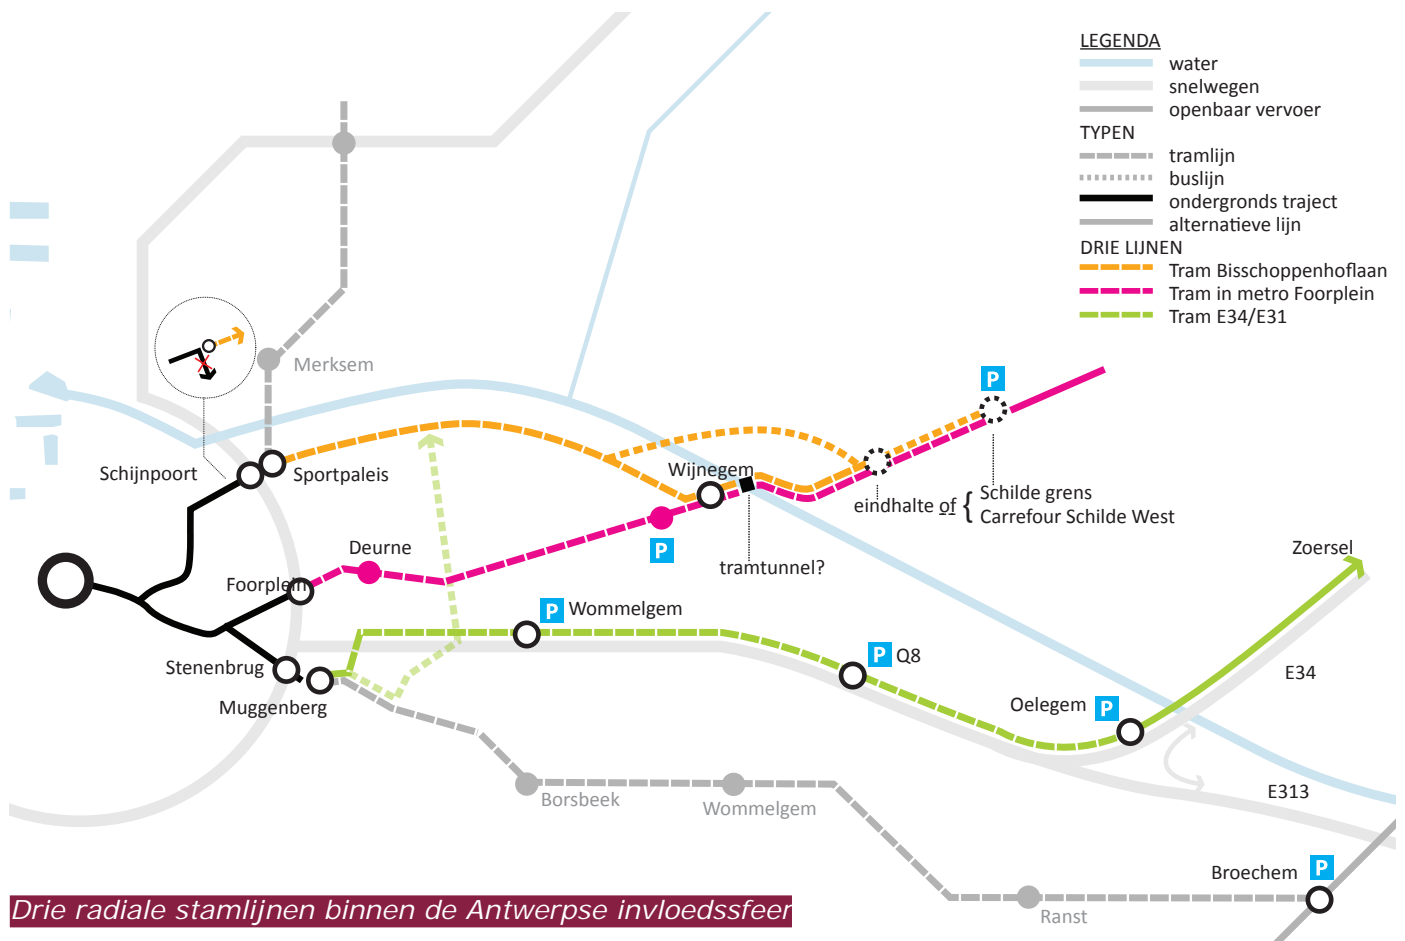 LEGENDA
water
snelwegen
openbaar vervoer
TYPEN
tramlijn
buslijn
ondergronds traject
alternatieve lijn
DRIE LIJNEN
Tram Bisschoppenhoflaan
Tram in metro Foorplein
Tram E34/E31
Merksem
P
Schijnpoort
Sportpaleis
Wijnegem
eindhalte of {
Schilde grens
Carrefour Schilde West
P
Deurne
tramtunnel?
Zoersel
Foorplein
P Wommelgem
Stenenbrug
P Q8
E34
Muggenberg
Oelegem P
Borsbeek
Wommelgem
E313
Broechem P
Ranst
Drie radiale stamlijnen binnen de Antwerpse invloedssfeer